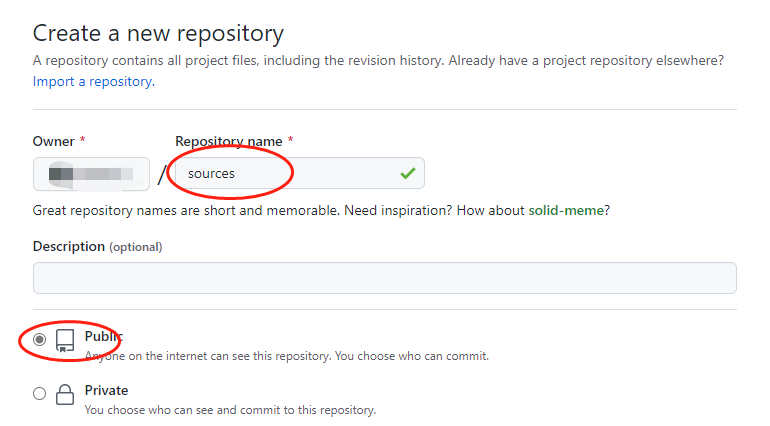 Create a new repository
A repository contains all project files, including the revision history. Already have a project repository elsewhere?
Import a repository.
Owner * Repository name *
/ sources
Great repository names are short and memorable. Need inspiration? How about solid-meme?
Description (optional)
Public
Anyone on the internet can see this repository. You choose who can commit.
Private
You choose who can see and commit to this repository.